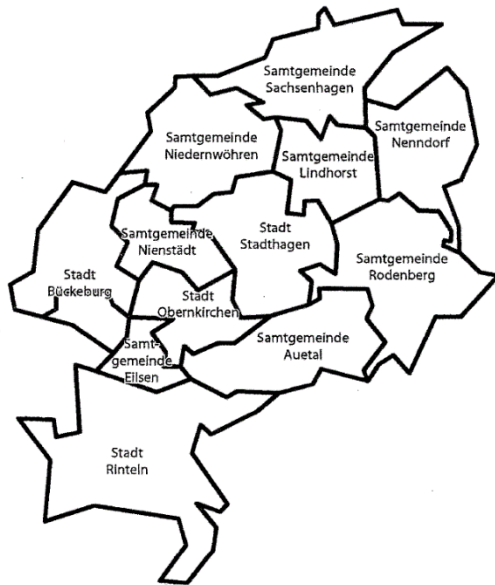 Samtgemeinde
Sachsenhagen
Samtgemeinde
Niedernwöhren
Samtgemeinde
Lindhorst
Samtgemeinde
Nenndorf
Samtgemeinde
Nienstädt
Stadt
Stadthagen
Samtgemeinde
Rodenberg
Stadt
Bückeburg
Stadt
Obernkirchen
Samtgemeinde
Auetal
Samt-
gemeinde
Eilsen
Stadt
Rinteln